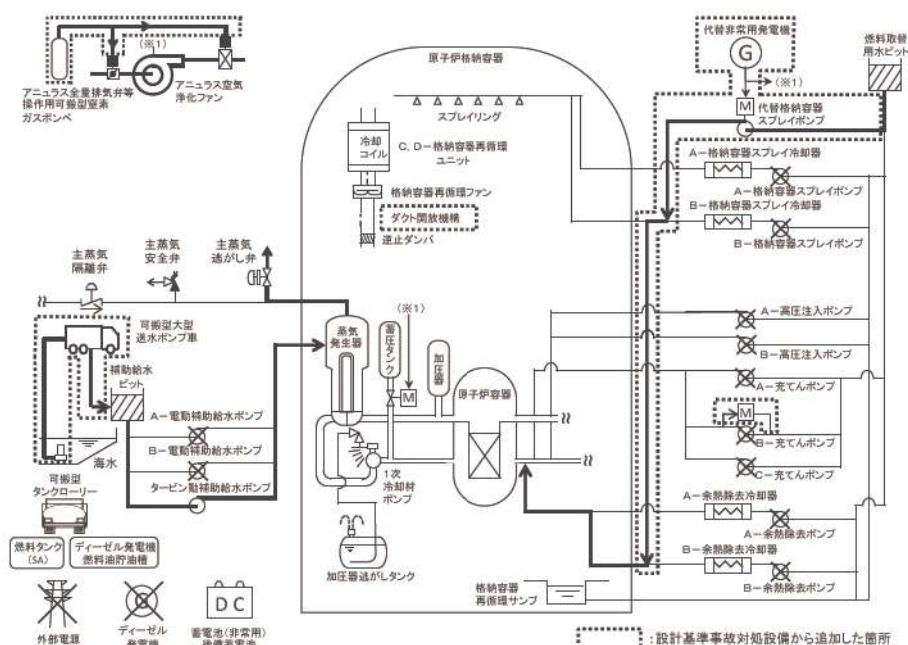 (※1)
アニュラス全量排気弁等
操作用可搬型窒素
ガスボンベ
アニュラス空気
浄化ファン
原子炉格納容器
スプレイリング
冷却
コイル
C, D-格納容器再循環
ユニット
格納容器再循環ファン
ダクト開放機構
逆止ダンパ
代替非常用発電機
G
(※1)
M
代替格納容器
スプレイポンプ
燃料取替
用水ピット
A-格納容器スプレイ冷却器
A-格納容器スプレイポンプ
B-格納容器スプレイ冷却器
B-格納容器スプレイポンプ
主蒸気
隔離弁
主蒸気
安全弁
主蒸気
逃がし弁
可搬型大型
送水ポンプ車
補助給水
ピット
海水
A-電動補助給水ポンプ
B-電動補助給水ポンプ
タービン動補助給水ポンプ
蒸気
発生器
(※1)
蓄圧タンク
M
加圧器
原子炉容器
1次
冷却材
ポンプ
加圧器逃がしタンク
A-高圧注入ポンプ
B-高圧注入ポンプ
A-充てんポンプ
M
B-充てんポンプ
C-充てんポンプ
A-余熱除去冷却器
A-余熱除去ポンプ
B-余熱除去冷却器
B-余熱除去ポンプ
格納容器
再循環サンプ
可搬型
タンクローリー
燃料タンク
(SA)
ディーゼル発電機
燃料油貯油槽
外部電源
ディーゼル
発電機
DC
蓄電池(非常用)
後備蓄電池
:設計基準事故対処設備から追加した箇所